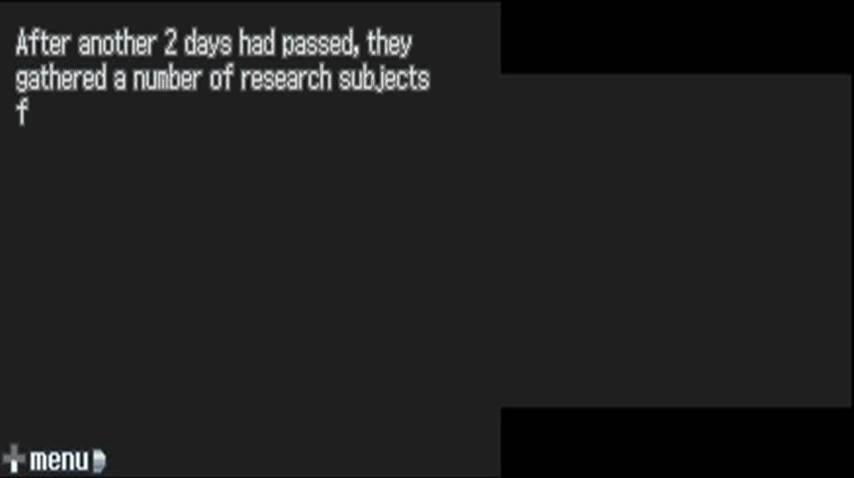 After another 2 days had passed, they
gathered a number of research subjects
f
menu